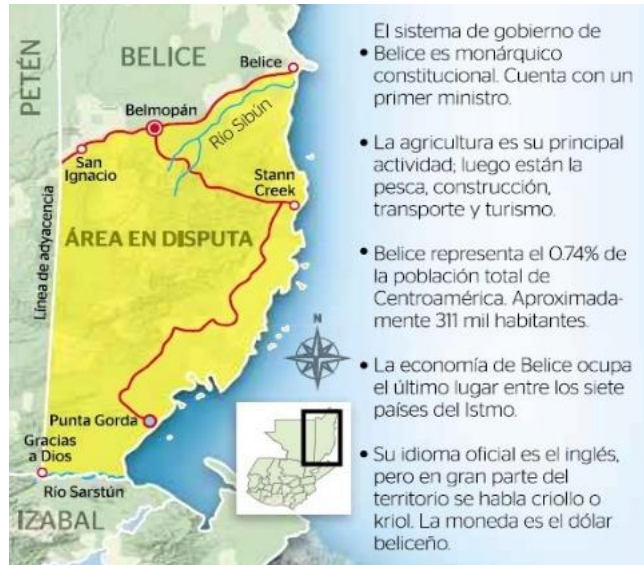 PETÉN
BELICE
Belice
Belmopán
Río Sibún
San
Ignacio
Stann
Creek
Línea de adyacencia
ÁREA EN DISPUTA
N
Punta Gorda
Gracias
a Dios
Río Sarstún
IZABAL
El sistema de gobierno de
• Belice es monárquico
constitucional. Cuenta con un
primer ministro.
• La agricultura es su principal
actividad; luego están la
pesca, construcción,
transporte y turismo.
• Belice representa el 0.74% de
la población total de
Centroamérica. Aproximada-
mente 311 mil habitantes.
• La economía de Belice ocupa
el último lugar entre los siete
países del Istmo.
• Su idioma oficial es el inglés,
pero en gran parte del
territorio se habla criollo o
kriol. La moneda es el dólar
beliceño.